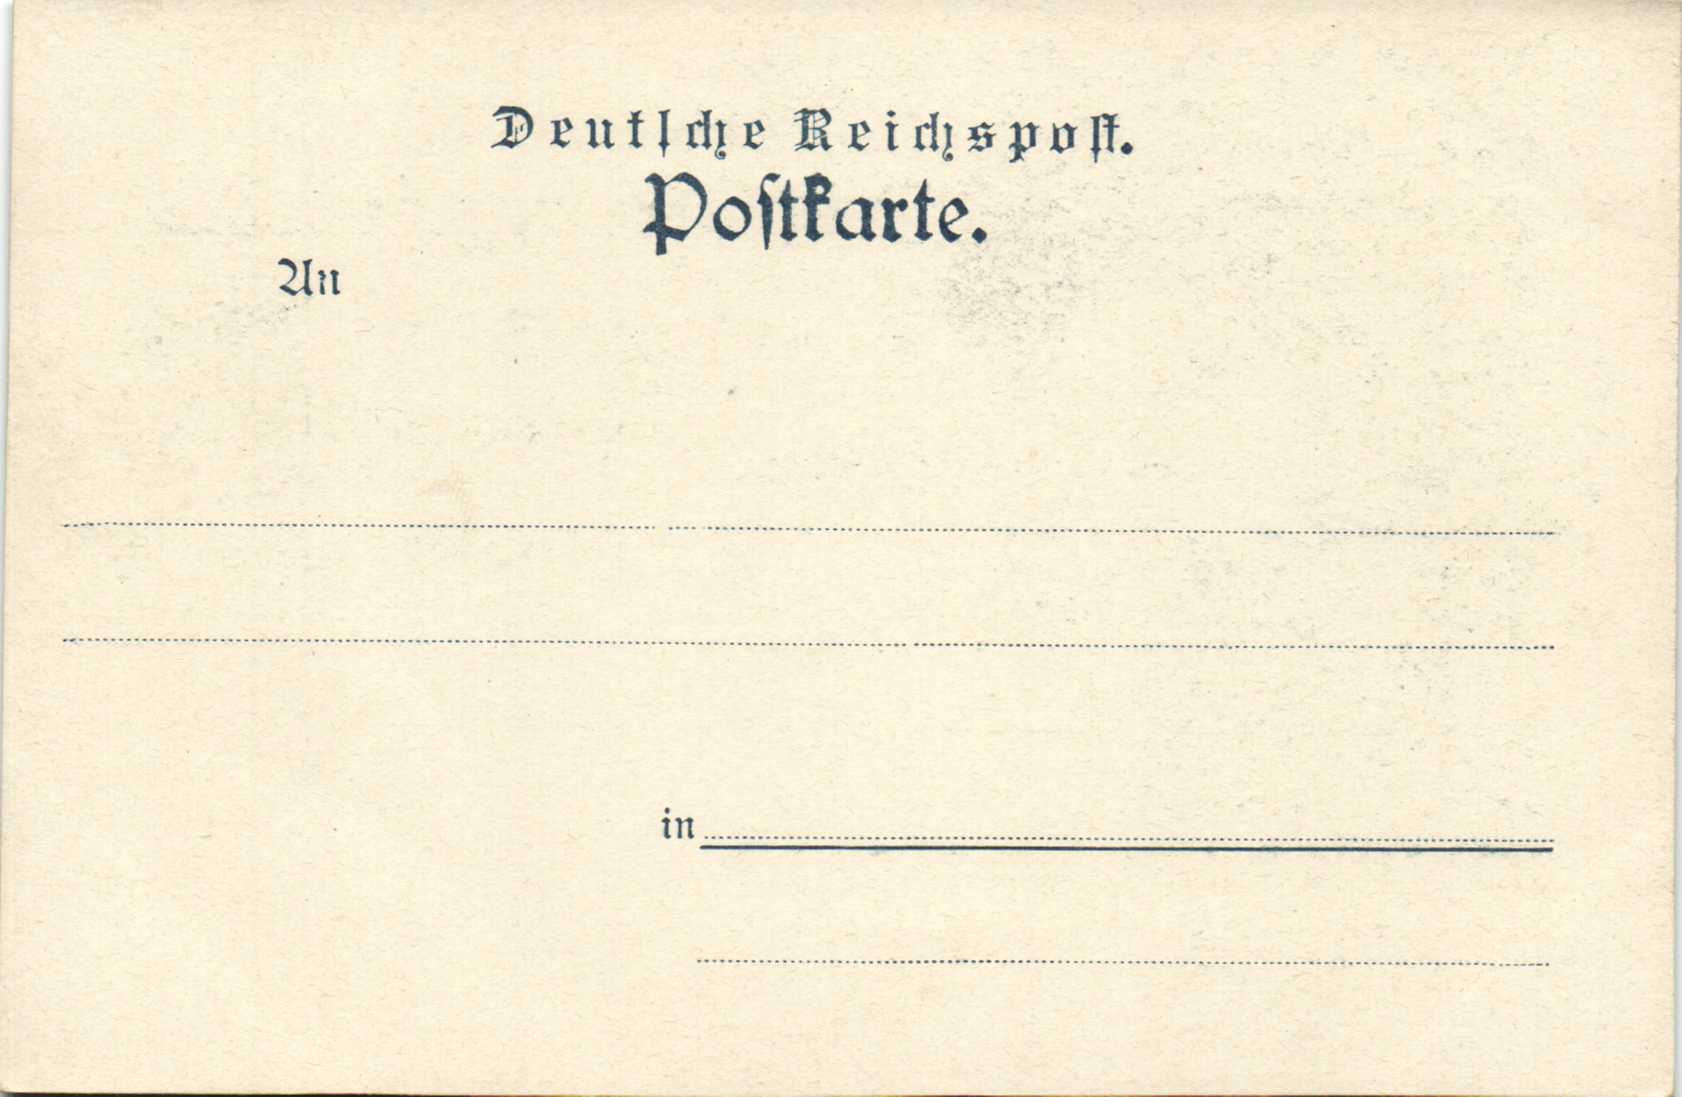 Deutſche Reichspoſt.
Poſtkarte.
An
in